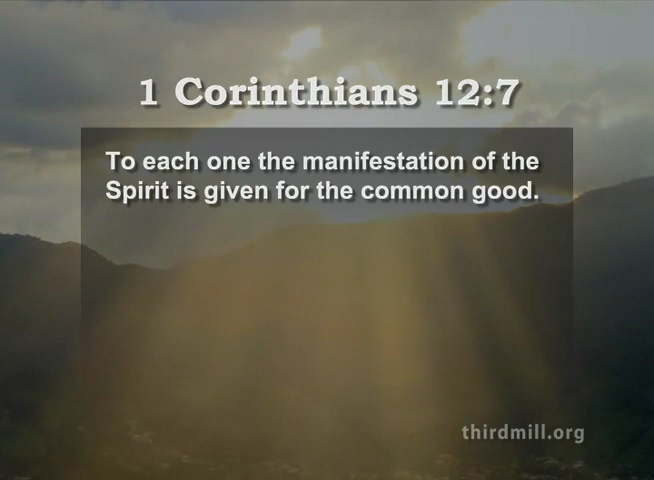 1 Corinthians 12:7
To each one the manifestation of the
Spirit is given for the common good.
thirdmill.org